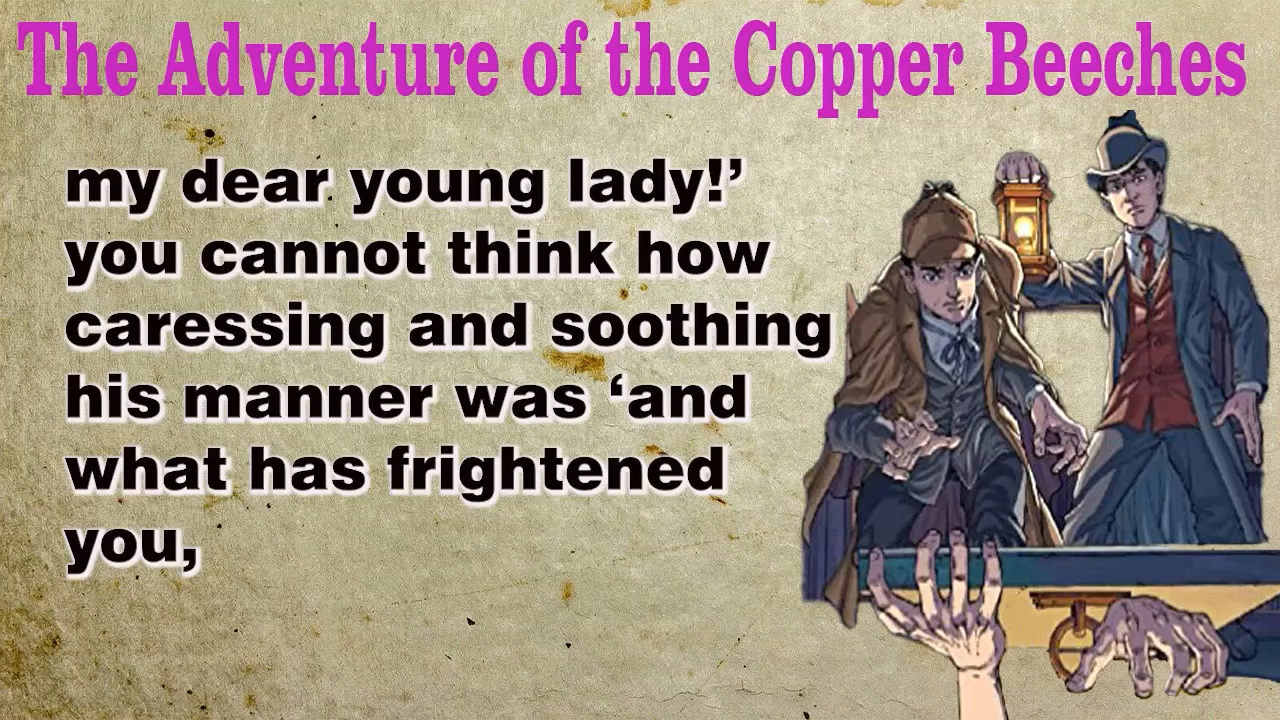 The Adventure of the Copper Beeches
my dear young lady!’
you cannot think how
caressing and soothing
his manner was ‘and
what has frightened
you,